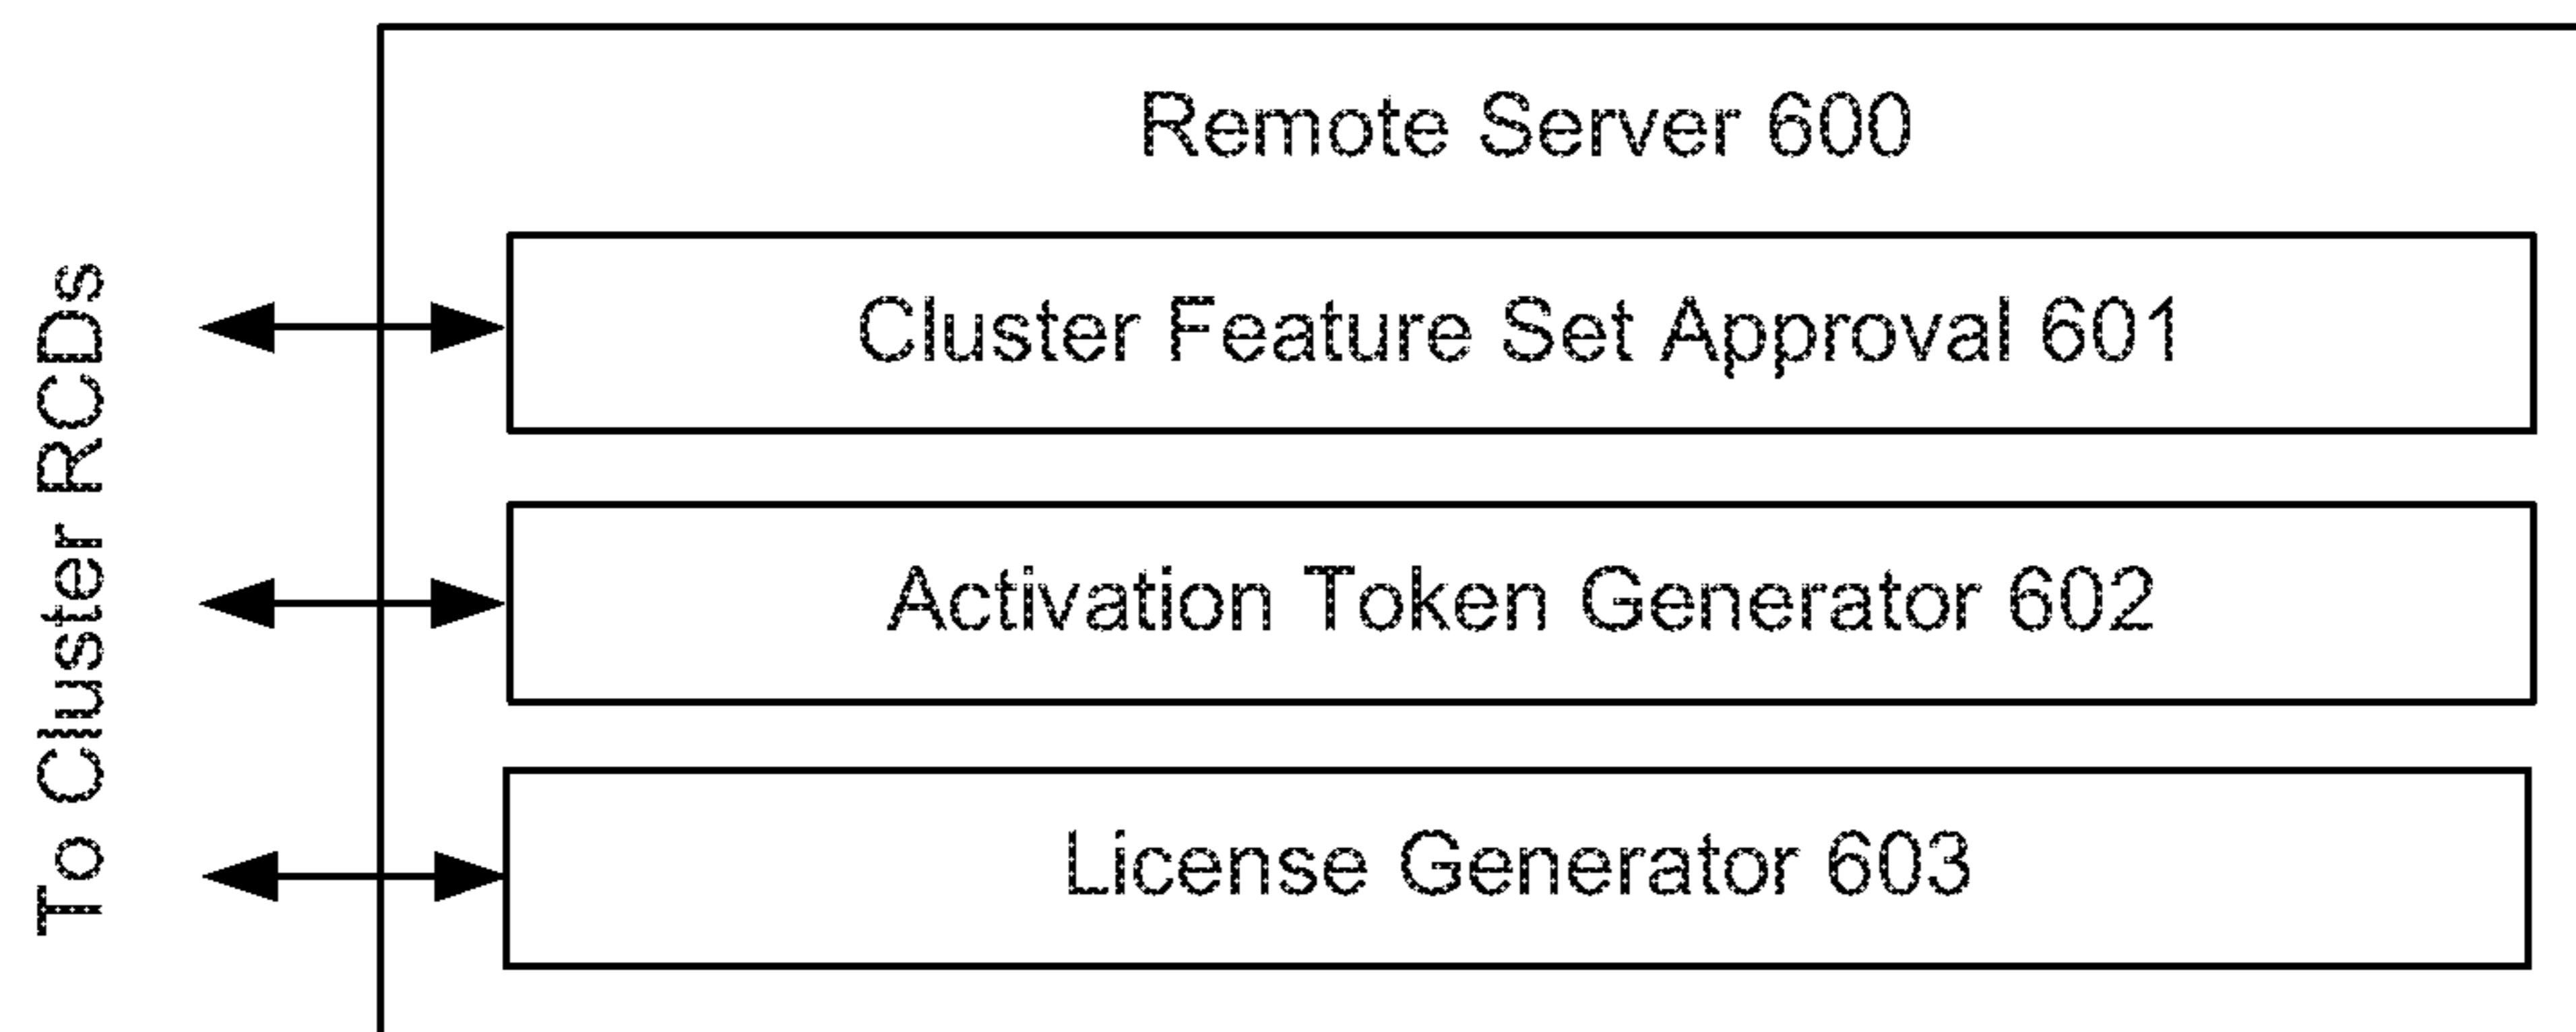 Remote Server 600
To Cluster RCDs
Cluster Feature Set Approval 601
Activation Token Generator 602
License Generator 603